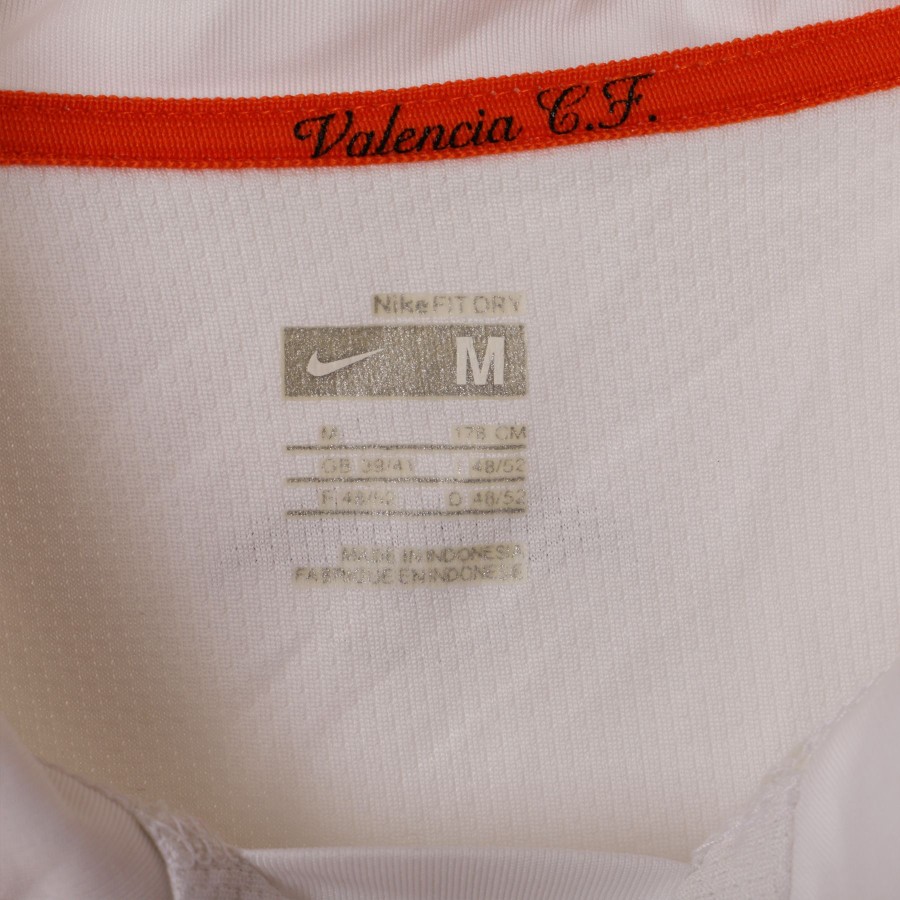 Valencia C.F.
Nike FIT DRY
M
M 178 CM
GB 39/41 I 48/52
F 48/52 D 48/52
MADE IN INDONESIA
FABRIQUE EN INDONESIE